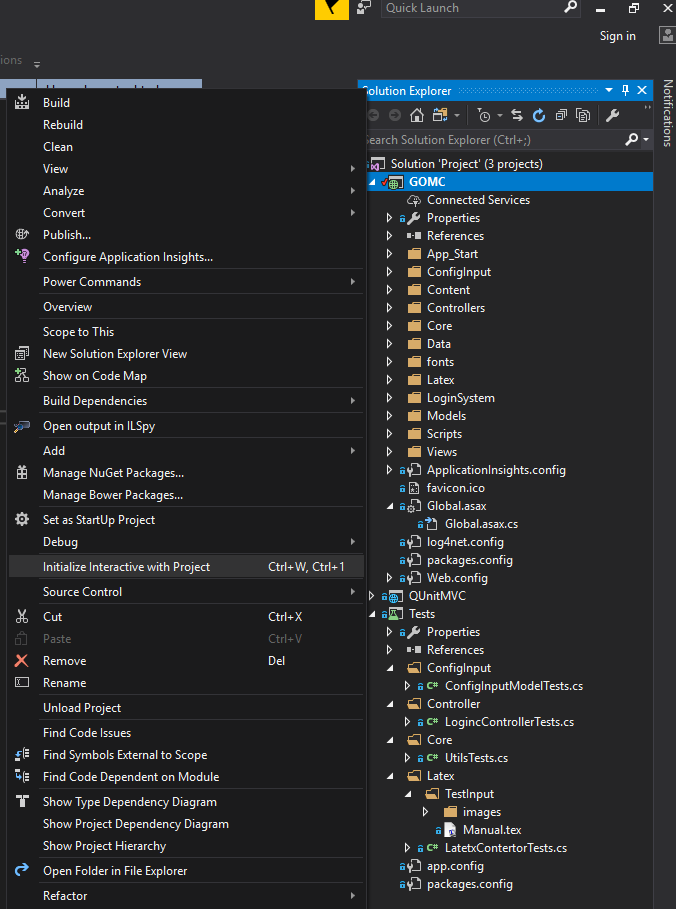 Quick Launch
Sign in
ions
Notifications
Build
Rebuild
Clean
View
Analyze
Convert
Publish...
Configure Application Insights...
Power Commands
Overview
Scope to This
New Solution Explorer View
Show on Code Map
Build Dependencies
Open output in ILSpy
Add
Manage NuGet Packages...
Manage Bower Packages...
Set as StartUp Project
Debug
Initialize Interactive with Project Ctrl+W, Ctrl+1
Source Control
Cut Ctrl+X
Paste Ctrl+V
Remove Del
Rename
Unload Project
Find Code Issues
Find Symbols External to Scope
Find Code Dependent on Module
Show Type Dependency Diagram
Show Project Dependency Diagram
Show Project Hierarchy
Open Folder in File Explorer
Refactor
Solution Explorer
Search Solution Explorer (Ctrl+;)
Solution 'Project' (3 projects)
GOMC
Connected Services
Properties
References
App_Start
ConfigInput
Content
Controllers
Core
Data
fonts
Latex
LoginSystem
Models
Scripts
Views
ApplicationInsights.config
favicon.ico
Global.asax
Global.asax.cs
log4net.config
packages.config
Web.config
QUnitMVC
Tests
Properties
References
ConfigInput
C# ConfigInputModelTests.cs
Controller
C# LogincControllerTests.cs
Core
C# UtilsTests.cs
Latex
TestInput
images
Manual.tex
C# LatetxContertorTests.cs
app.config
packages.config